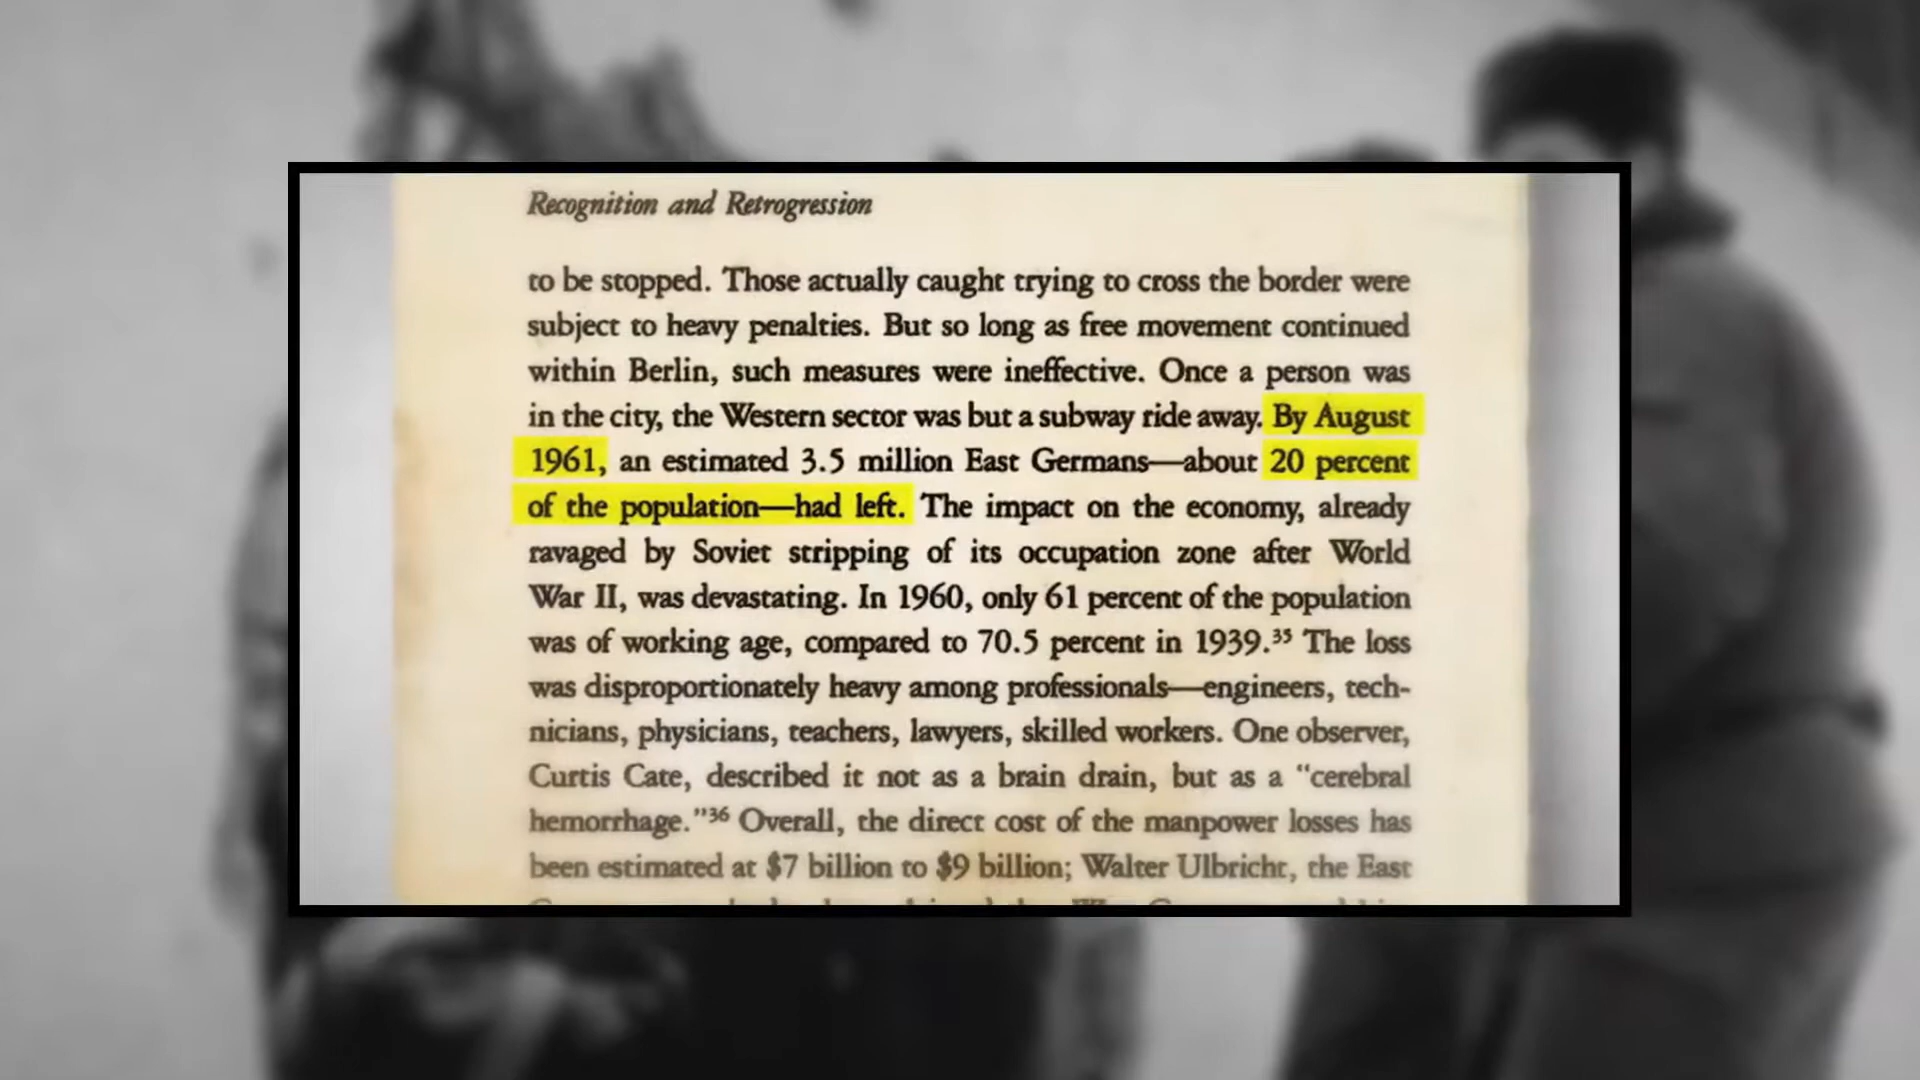 Recognition and Retrogression
to be stopped. Those actually caught trying to cross the border were
subject to heavy penalties. But so long as free movement continued
within Berlin, such measures were ineffective. Once a person was
in the city, the Western sector was but a subway ride away. By August
1961, an estimated 3.5 million East Germans—about 20 percent
of the population—had left. The impact on the economy, already
ravaged by Soviet stripping of its occupation zone after World
War II, was devastating. In 1960, only 61 percent of the population
was of working age, compared to 70.5 percent in 1939.³⁵ The loss
was disproportionately heavy among professionals—engineers, tech-
nicians, physicians, teachers, lawyers, skilled workers. One observer,
Curtis Cate, described it not as a brain drain, but as a “cerebral
hemorrhage.”³⁶ Overall, the direct cost of the manpower losses has
been estimated at $7 billion to $9 billion; Walter Ulbricht, the East